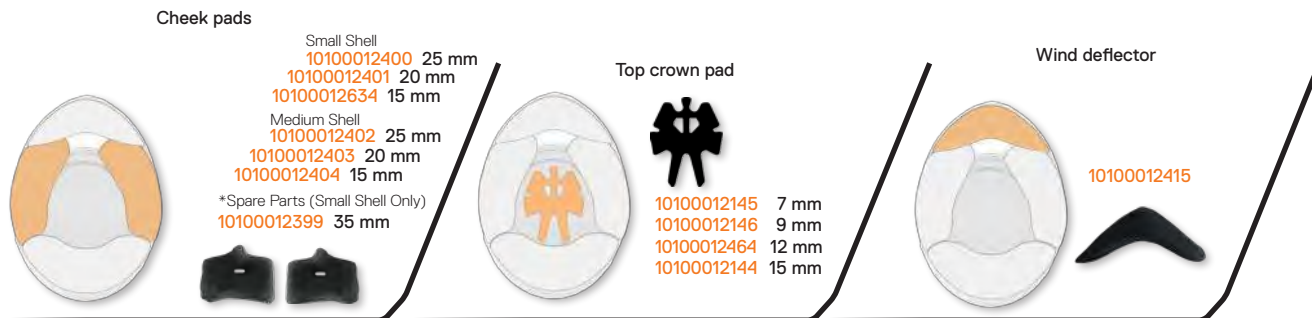 Cheek pads
Small Shell
10100012400 25 mm
10100012401 20 mm
10100012634 15 mm
Medium Shell
10100012402 25 mm
10100012403 20 mm
10100012404 15 mm
*Spare Parts (Small Shell Only)
10100012399 35 mm
Top crown pad
10100012145 7 mm
10100012146 9 mm
10100012464 12 mm
10100012144 15 mm
Wind deflector
10100012415